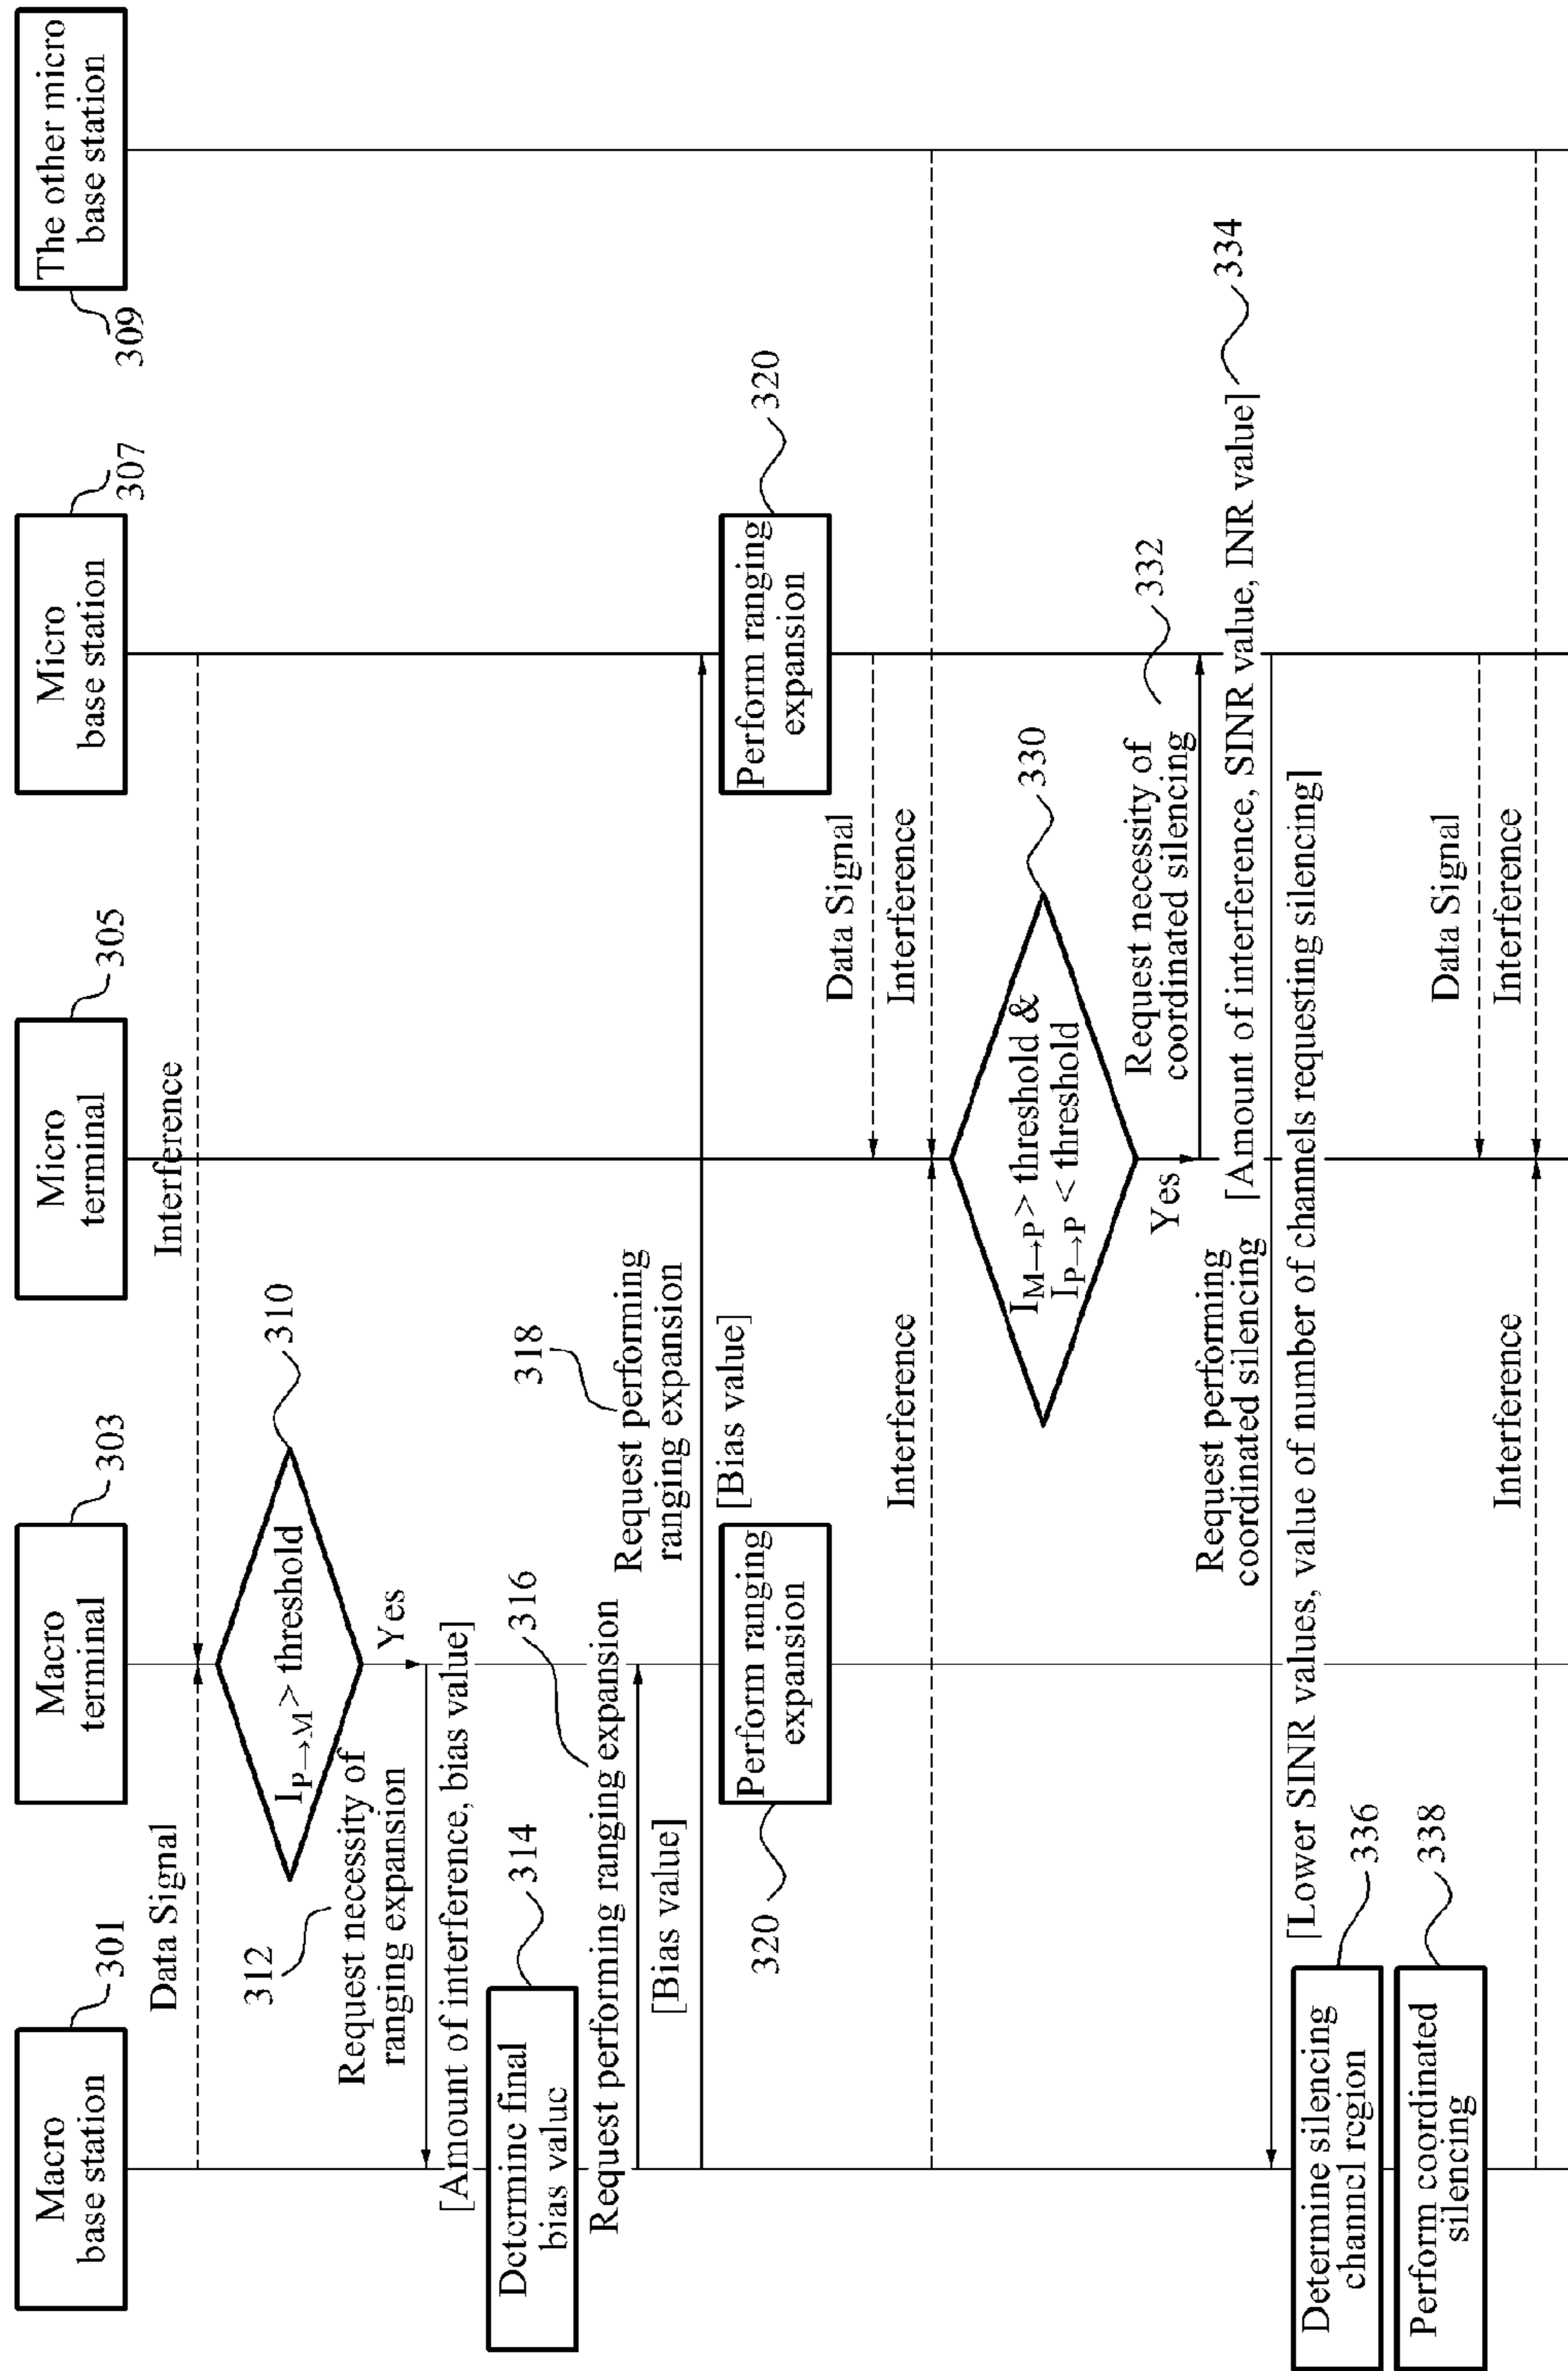 Macro
base station
301
Macro
terminal
303
Micro
terminal
305
Micro
base station
307
The other micro
base station
309
Data Signal
Interference
I P→M > threshold
310
Yes
312
Request necessity of
ranging expansion
[Amount of interference, bias value]
Determine final
bias value
314
Request performing ranging expansion
316
[Bias value]
318
Request performing
ranging expansion
[Bias value]
Perform ranging
expansion
320
Perform ranging
expansion
320
Data Signal
Interference
Interference
I M→P > threshold &
I P→P < threshold
330
Yes
Request necessity of
coordinated silencing
332
[Amount of interference, SINR value, INR value]
334
Request performing
coordinated silencing
[Lower SINR values, value of number of channels requesting silencing]
Determine silencing
channel region
336
Perform coordinated
silencing
338
Data Signal
Interference
Interference